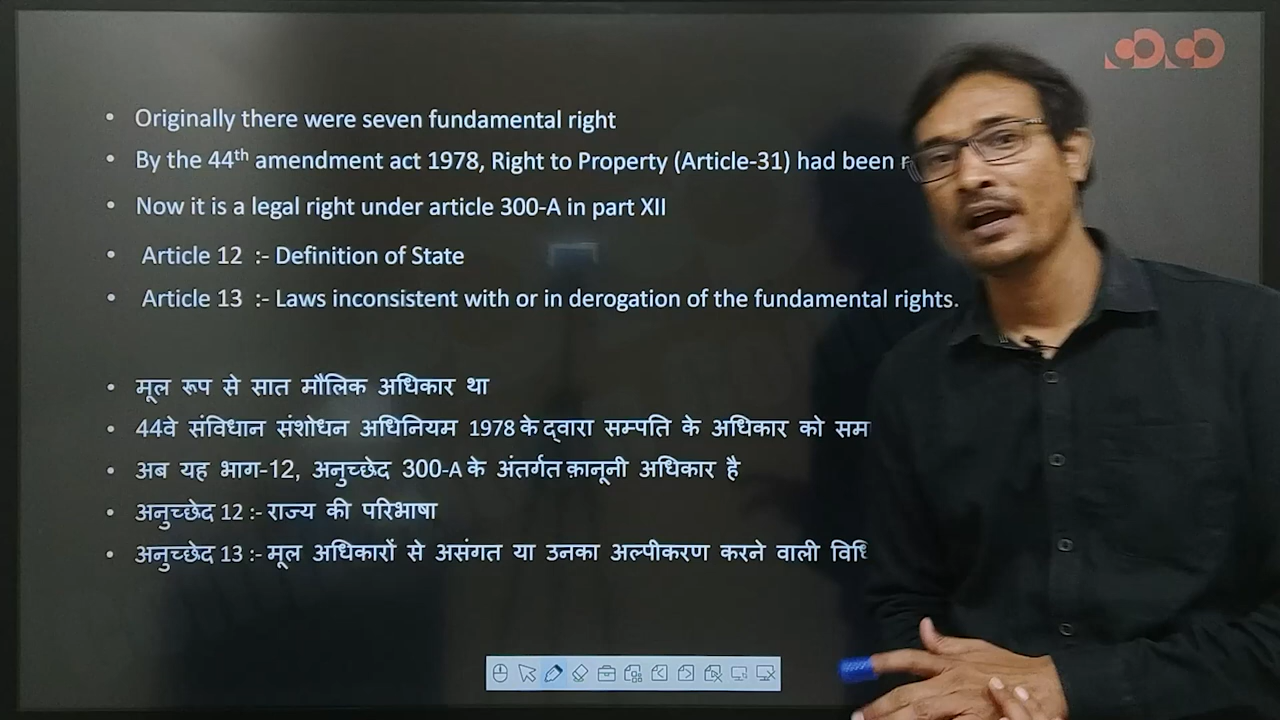 • Originally there were seven fundamental right
• By the 44th amendment act 1978, Right to Property (Article-31) had been
• Now it is a legal right under article 300-A in part XII
• Article 12 :- Definition of State
• Article 13 :- Laws inconsistent with or in derogation of the fundamental rights.
• मूल रूप से सात मौलिक अधिकार था
• 44वे संविधान संशोधन अधिनियम 1978 के द्वारा सम्पति के अधिकार को
• अब यह भाग-12, अनुच्छेद 300-A के अंतर्गत क़ानूनी अधिकार है
• अनुच्छेद 12 :- राज्य की परिभाषा
• अनुच्छेद 13 :- मूल अधिकारों से असंगत या उनका अल्पीकरण करने वाली